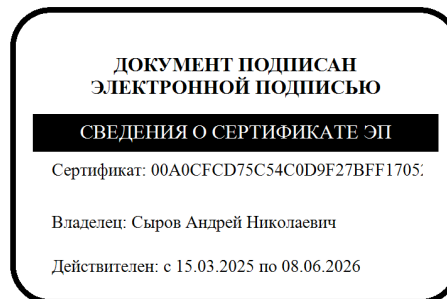 ДОКУМЕНТ ПОДПИСАН
ЭЛЕКТРОННОЙ ПОДПИСЬЮ
СВЕДЕНИЯ О СЕРТИФИКАТЕ ЭП
Сертификат: 00A0CFCD75C54C0D9F27BFF17052
Владелец: Сыров Андрей Николаевич
Действителен: с 15.03.2025 по 08.06.2026